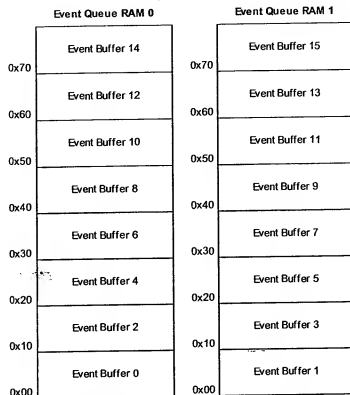 Event Queue RAM 0
Event Buffer 14
0x70
Event Buffer 12
0x60
Event Buffer 10
0x50
Event Buffer 8
0x40
Event Buffer 6
0x30
Event Buffer 4
0x20
Event Buffer 2
0x10
Event Buffer 0
0x00
Event Queue RAM 1
Event Buffer 15
0x70
Event Buffer 13
0x60
Event Buffer 11
0x50
Event Buffer 9
0x40
Event Buffer 7
0x30
Event Buffer 5
0x20
Event Buffer 3
0x10
Event Buffer 1
0x00